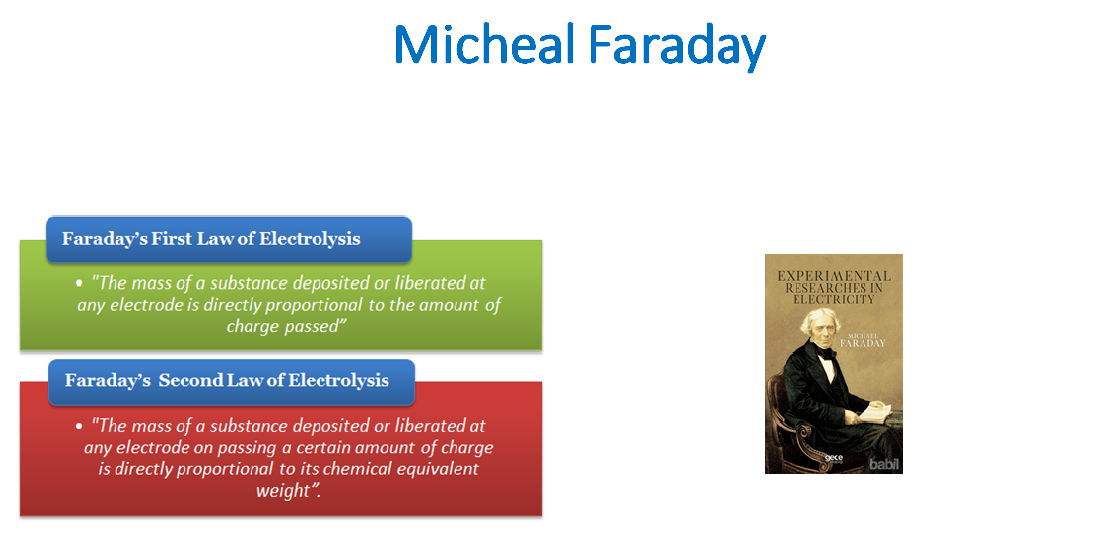 Micheal Faraday
Faraday's First Law of Electrolysis
• "The mass of a substance deposited or liberated at
any electrode is directly proportional to the amount of
charge passed”
Faraday's Second Law of Electrolysis
• "The mass of a substance deposited or liberated at
any electrode on passing a certain amount of charge
is directly proportional to its chemical equivalent
weight”.
EXPERIMENTAL
RESEARCHES IN
ELECTRICITY
MICHAEL
FARADAY
gece
babil